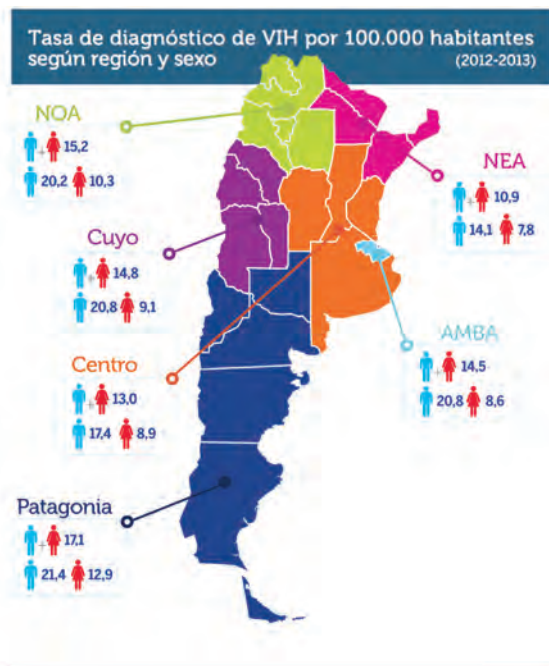 Tasa de diagnóstico de VIH por 100.000 habitantes
según región y sexo
(2012-2013)
NOA
+ 15,2
20,2 10,3
NEA
+ 10,9
14,1 7,8
Cuyo
+ 14,8
20,8 9,1
AMBA
+ 14,5
20,8 8,6
Centro
+ 13,0
17,4 8,9
Patagonia
+ 17,1
21,4 12,9